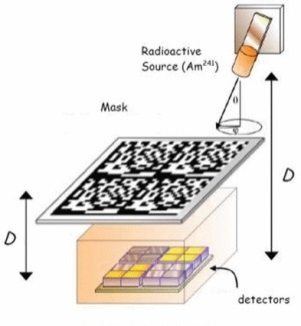 Radioactive
Source (Am²⁴¹)
Mask
θ
φ
D
D
detectors